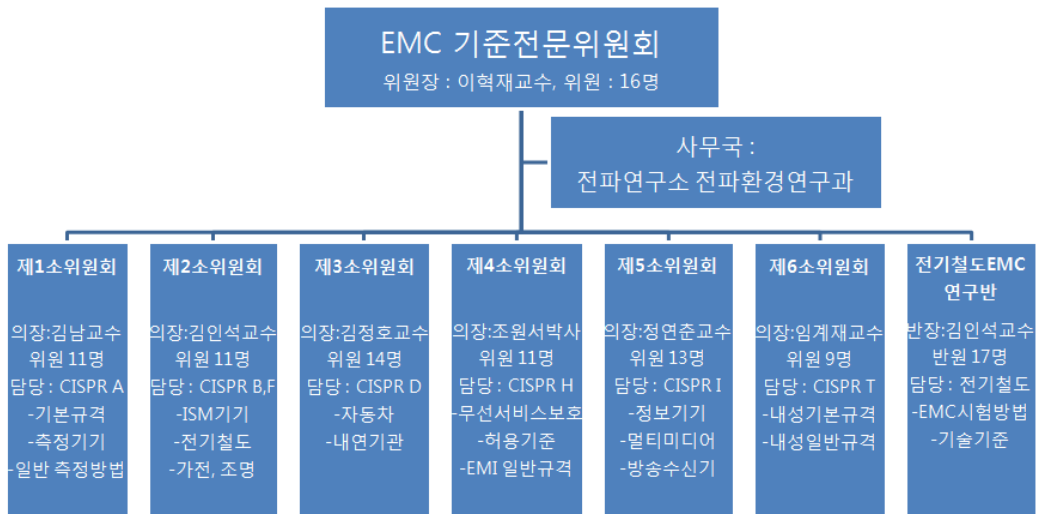 EMC 기준전문위원회
위원장 : 이혁재교수, 위원 : 16명
사무국 :
전파연구소 전파환경연구과
제1소위원회
의장:김남교수
위원 11명
담당 : CISPR A
-기본규격
-측정기기
-일반 측정방법
제2소위원회
의장:김인석교수
위원 11명
담당 : CISPR B,F
-ISM기기
-전기철도
-가전, 조명
제3소위원회
의장:김정호교수
위원 14명
담당 : CISPR D
-자동차
-내연기관
제4소위원회
의장:조원서박사
위원 11명
담당 : CISPR H
-무선서비스보호
-허용기준
-EMI 일반규격
제5소위원회
의장:정연준교수
위원 13명
담당 : CISPR I
-정보기기
-멀티미디어
-방송수신기
제6소위원회
의장:임계재교수
위원 9명
담당 : CISPR T
-내성기본규격
-내성일반규격
전기철도EMC
연구반
반장:김인석교수
반원 17명
담당 : 전기철도
-EMC시험방법
-기술기준